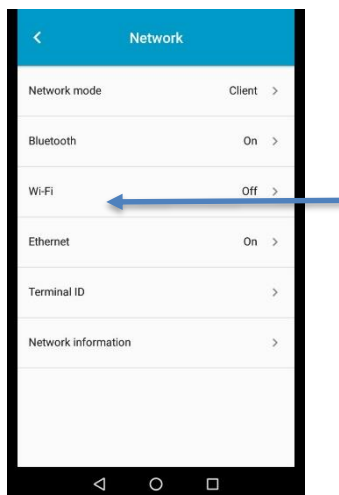 Network
Network mode Client
Bluetooth On
Wi-Fi Off
Ethernet On
Terminal ID
Network information